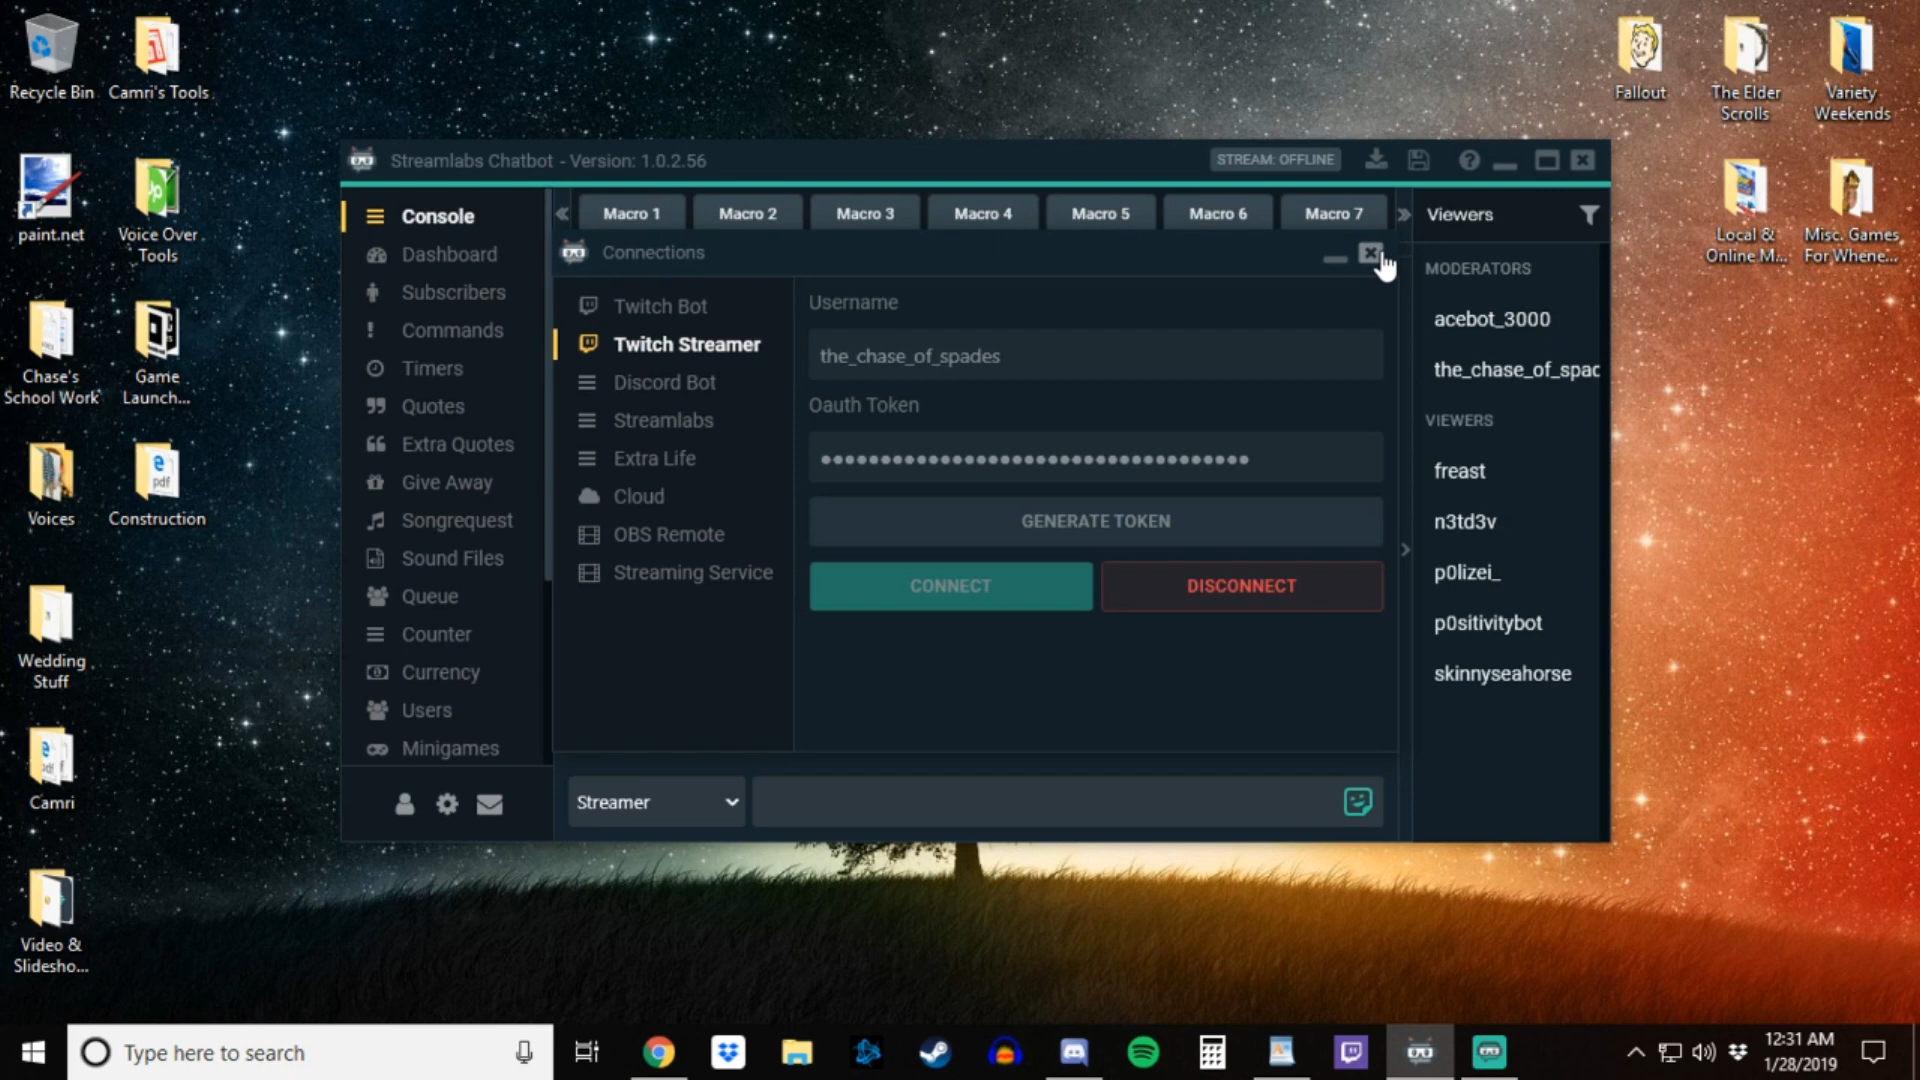 Recycle Bin
Camri's Tools
paint.net
Voice Over
Tools
Chase's
School Work
Game
Launch...
Voices
Construction
Wedding
Stuff
Camri
Video &
Slidesho...
Fallout
The Elder
Scrolls
Variety
Weekends
Local &
Online M...
Misc. Games
For Whene...
Streamlabs Chatbot - Version: 1.0.2.56
STREAM: OFFLINE
Console
Dashboard
Subscribers
Commands
Timers
Quotes
Extra Quotes
Give Away
Songrequest
Sound Files
Queue
Counter
Currency
Users
Minigames
Macro 1
Macro 2
Macro 3
Macro 4
Macro 5
Macro 6
Macro 7
Connections
Twitch Bot
Twitch Streamer
Discord Bot
Streamlabs
Extra Life
Cloud
OBS Remote
Streaming Service
Username
the_chase_of_spades
Oauth Token
GENERATE TOKEN
CONNECT
DISCONNECT
Streamer
Viewers
MODERATORS
acebot_3000
the_chase_of_spac
VIEWERS
freast
n3td3v
p0lizei_
p0sitivitybot
skinnyseahorse
Type here to search
12:31 AM
1/28/2019